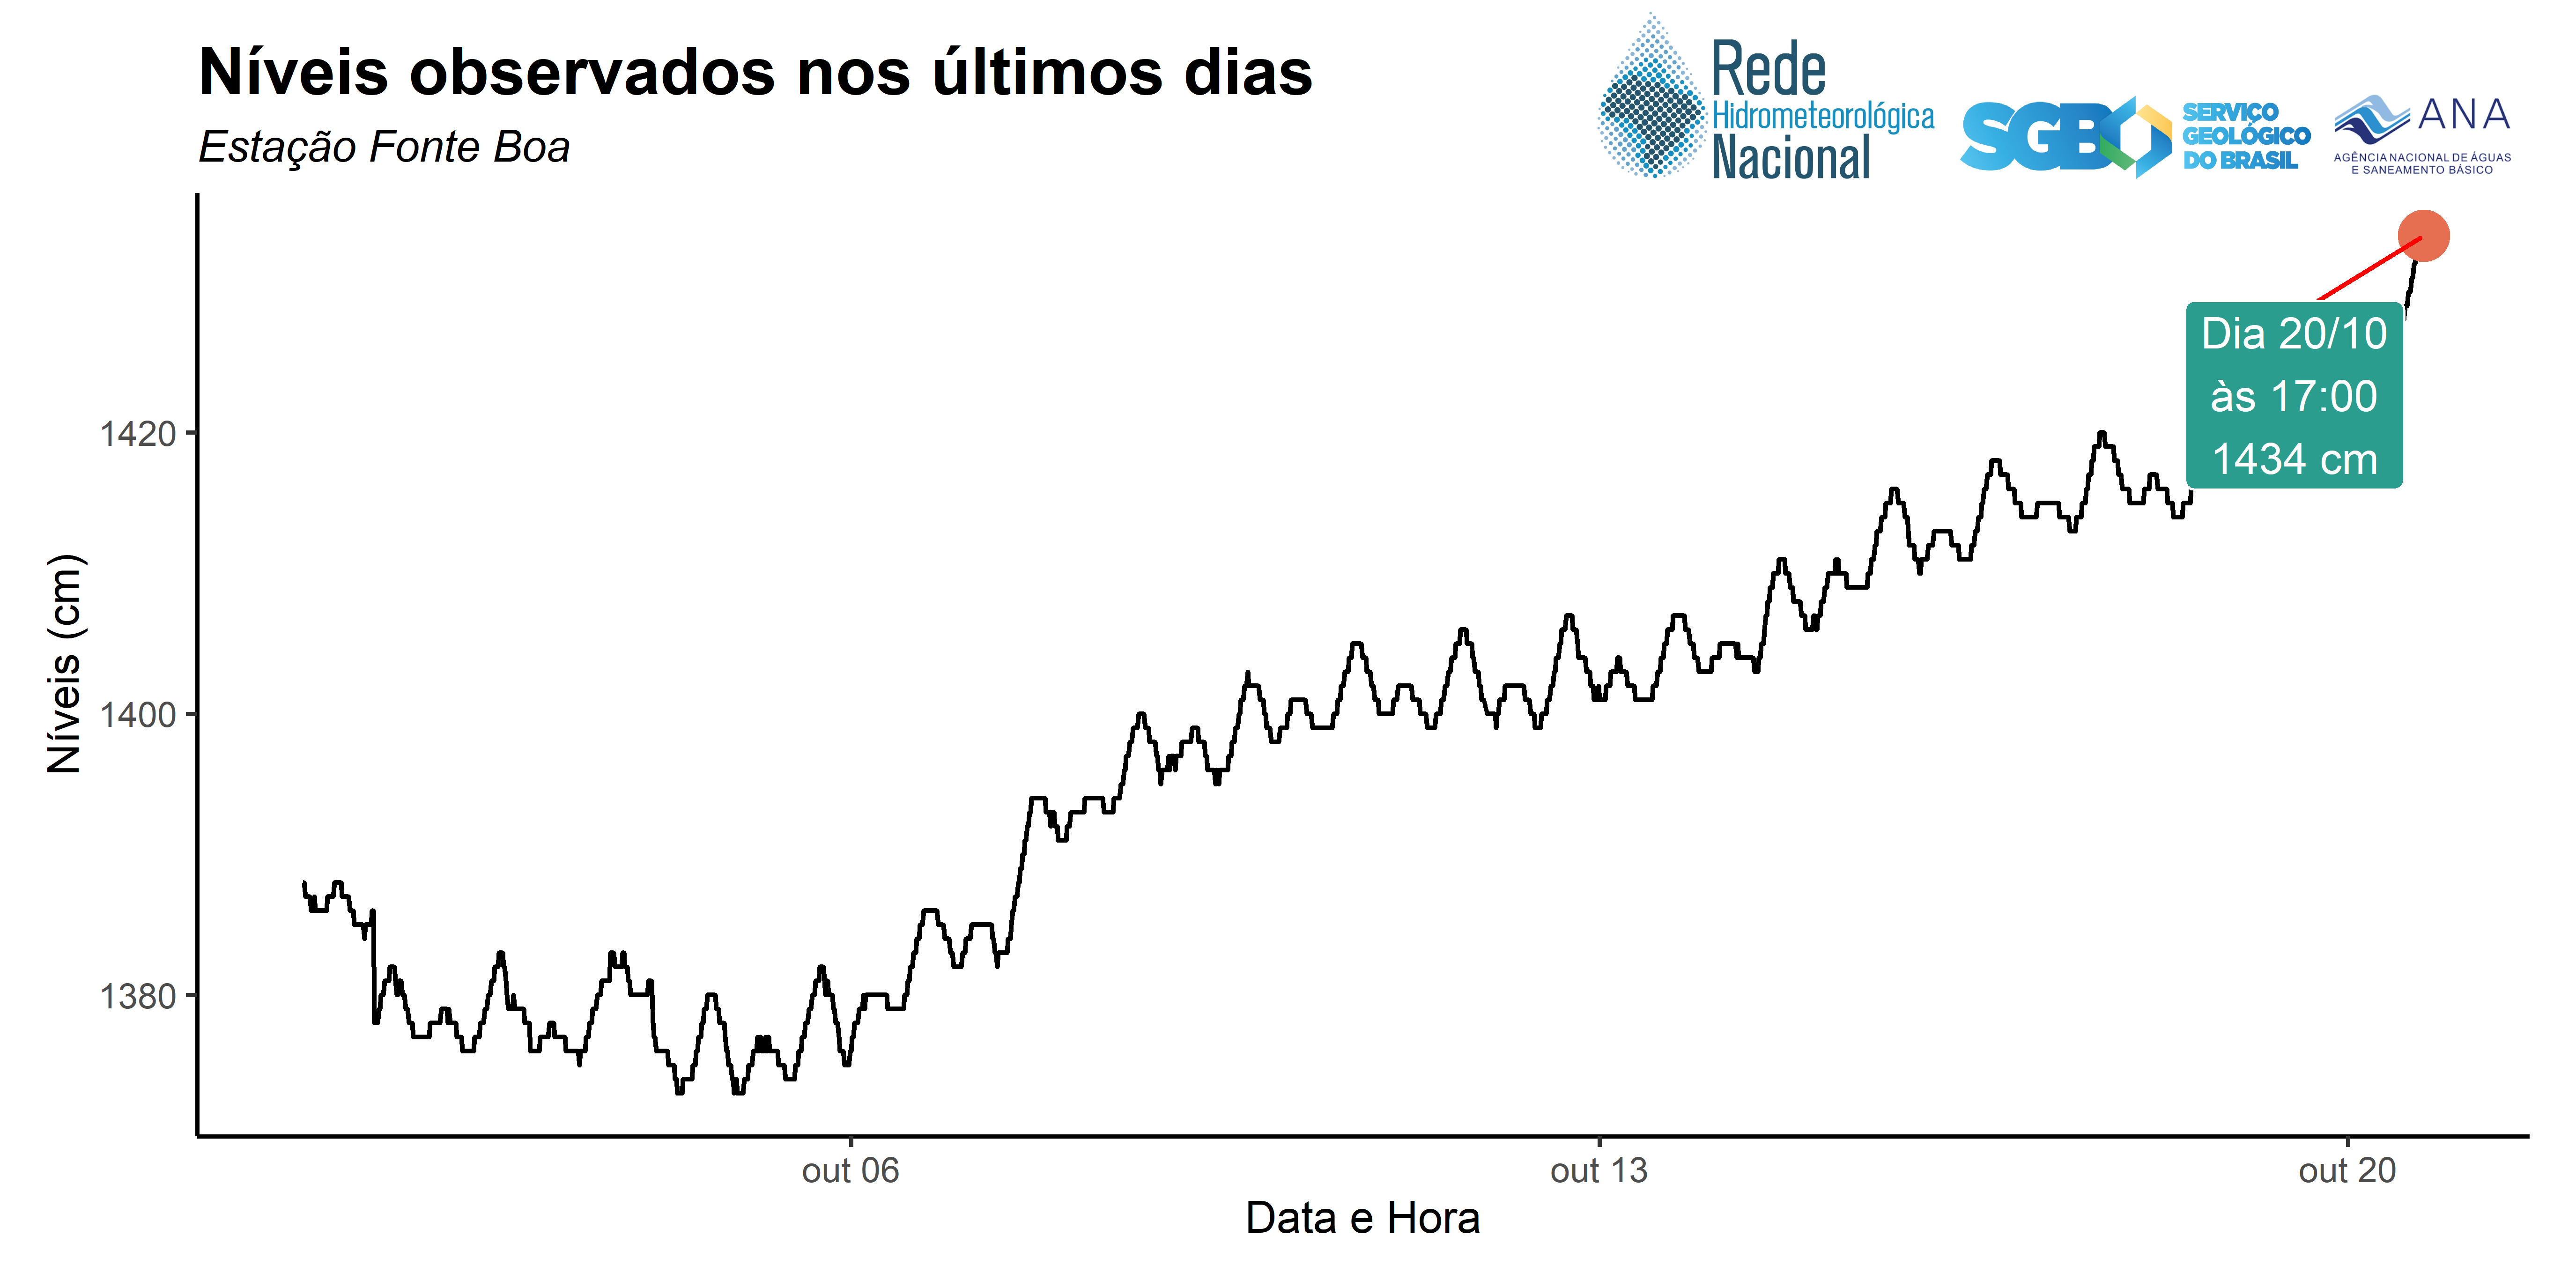 Níveis observados nos últimos dias
Estação Fonte Boa
Rede
Hidrometeorológica
Nacional
SGB
SERVIÇO
GEOLÓGICO
DO BRASIL
ANA
AGÊNCIA NACIONAL DE ÁGUAS
E SANEAMENTO BÁSICO
Dia 20/10
às 17:00
1434 cm
Níveis (cm)
1420
1400
1380
out 06
out 13
out 20
Data e Hora